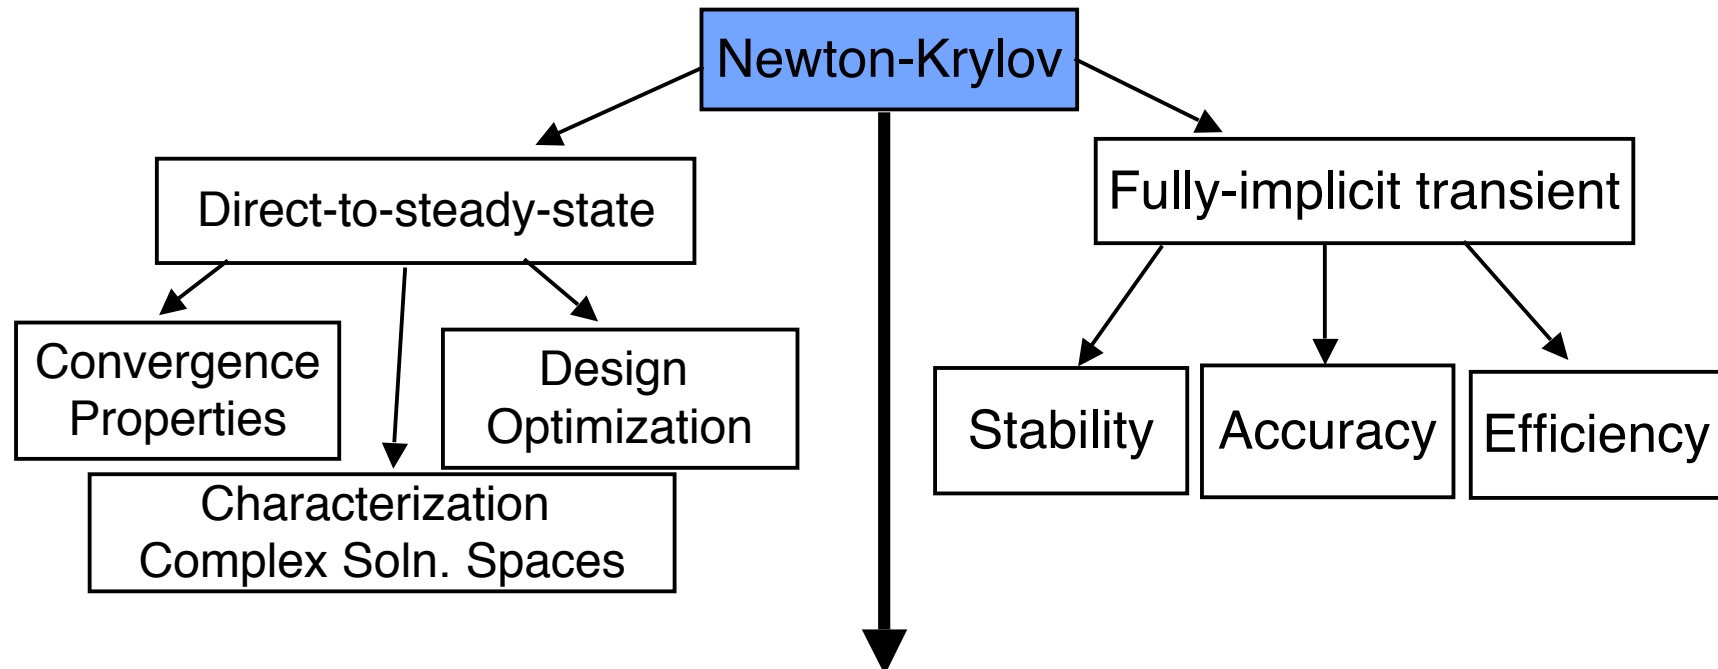 Newton-Krylov
Direct-to-steady-state
Fully-implicit transient
Convergence
Properties
Design
Optimization
Characterization
Complex Soln. Spaces
Stability
Accuracy
Efficiency